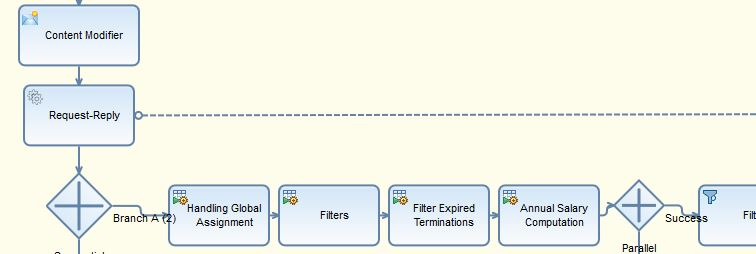 Content Modifier
Request-Reply
Branch A (2)
Handling Global
Assignment
Filters
Filter Expired
Terminations
Annual Salary
Computation
Success
Parallel